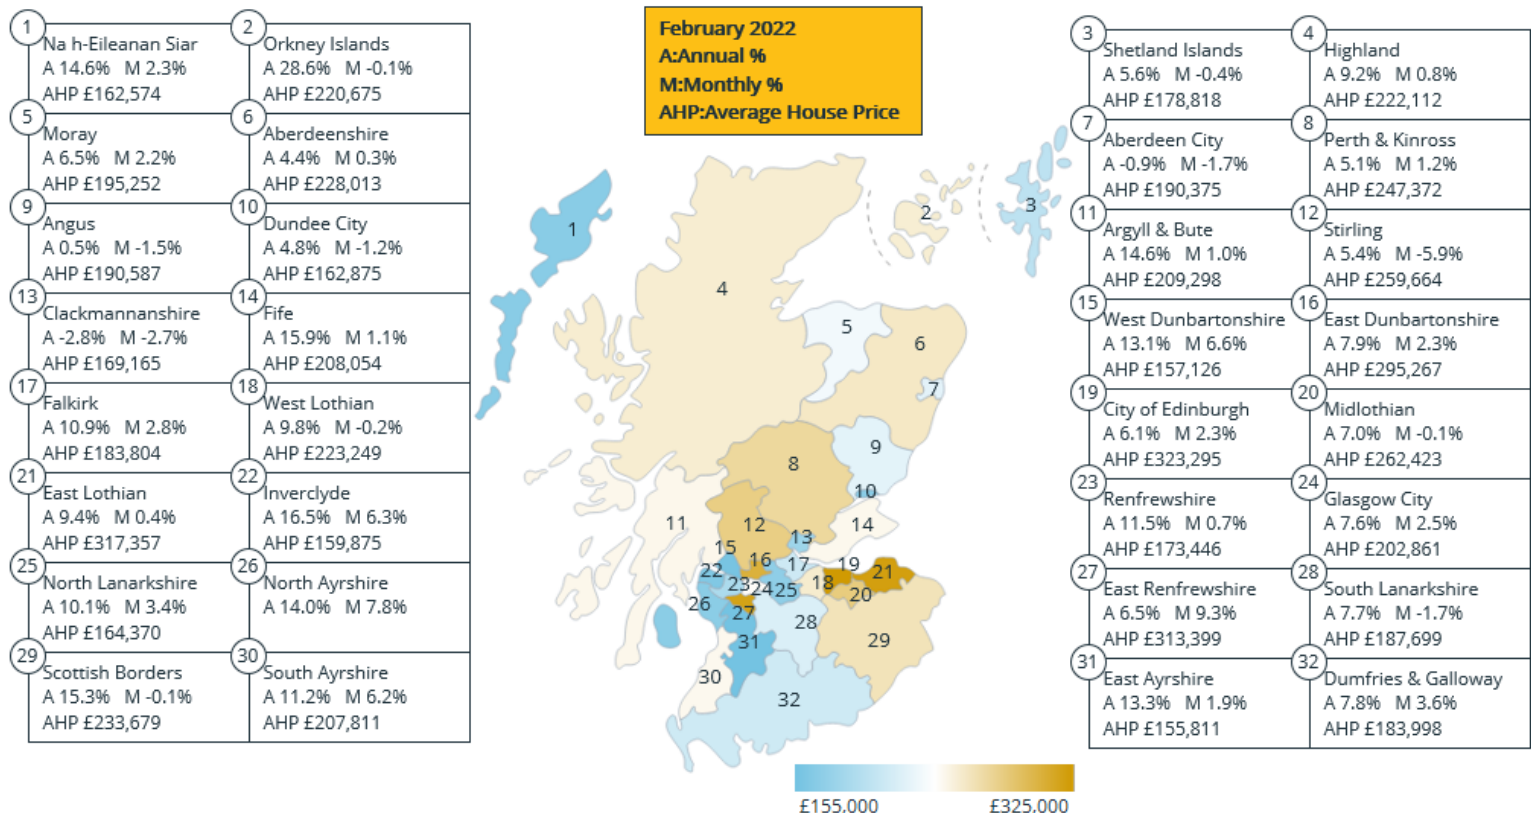 February 2022
A:Annual %
M:Monthly %
AHP:Average House Price
1
Na h-Eileanan Siar
A 14.6% M 2.3%
AHP £162,574
2
Orkney Islands
A 28.6% M -0.1%
AHP £220,675
3
Shetland Islands
A 5.6% M -0.4%
AHP £178,818
4
Highland
A 9.2% M 0.8%
AHP £222,112
5
Moray
A 6.5% M 2.2%
AHP £195,252
6
Aberdeenshire
A 4.4% M 0.3%
AHP £228,013
7
Aberdeen City
A -0.9% M -1.7%
AHP £190,375
8
Perth & Kinross
A 5.1% M 1.2%
AHP £247,372
9
Angus
A 0.5% M -1.5%
AHP £190,587
10
Dundee City
A 4.8% M -1.2%
AHP £162,875
11
Argyll & Bute
A 14.6% M 1.0%
AHP £209,298
12
Stirling
A 5.4% M -5.9%
AHP £259,664
13
Clackmannanshire
A -2.8% M -2.7%
AHP £169,165
14
Fife
A 15.9% M 1.1%
AHP £208,054
15
West Dunbartonshire
A 13.1% M 6.6%
AHP £157,126
16
East Dunbartonshire
A 7.9% M 2.3%
AHP £295,267
17
Falkirk
A 10.9% M 2.8%
AHP £183,804
18
West Lothian
A 9.8% M -0.2%
AHP £223,249
19
City of Edinburgh
A 6.1% M 2.3%
AHP £323,295
20
Midlothian
A 7.0% M -0.1%
AHP £262,423
21
East Lothian
A 9.4% M 0.4%
AHP £317,357
22
Inverclyde
A 16.5% M 6.3%
AHP £159,875
23
Renfrewshire
A 11.5% M 0.7%
AHP £173,446
24
Glasgow City
A 7.6% M 2.5%
AHP £202,861
25
North Lanarkshire
A 10.1% M 3.4%
AHP £164,370
26
North Ayrshire
A 14.0% M 7.8%
27
East Renfrewshire
A 6.5% M 9.3%
AHP £313,399
28
South Lanarkshire
A 7.7% M -1.7%
AHP £187,699
29
Scottish Borders
A 15.3% M -0.1%
AHP £233,679
30
South Ayrshire
A 11.2% M 6.2%
AHP £207,811
31
East Ayrshire
A 13.3% M 1.9%
AHP £155,811
32
Dumfries & Galloway
A 7.8% M 3.6%
AHP £183,998
1
2
3
4
5
6
7
8
9
10
11
12
13
14
15
16
17
19
21
22
23
24
25
18
20
26
27
28
29
31
30
32
£155,000
£325,000